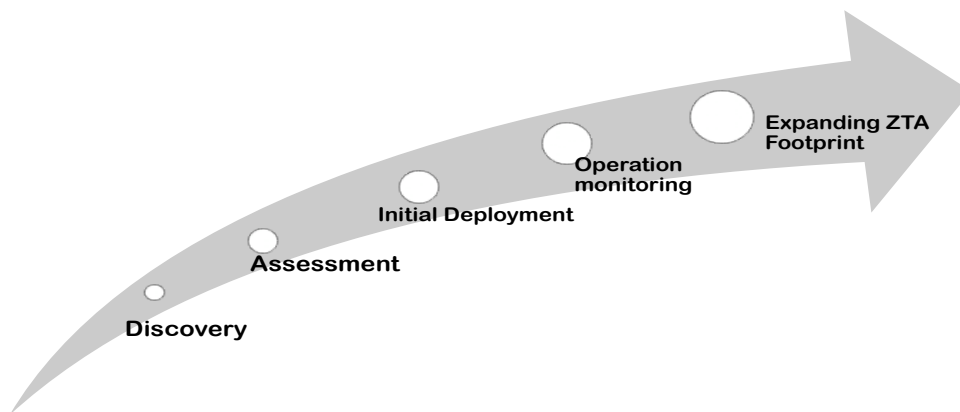 Discovery
Assessment
Initial Deployment
Operation
monitoring
Expanding ZTA
Footprint